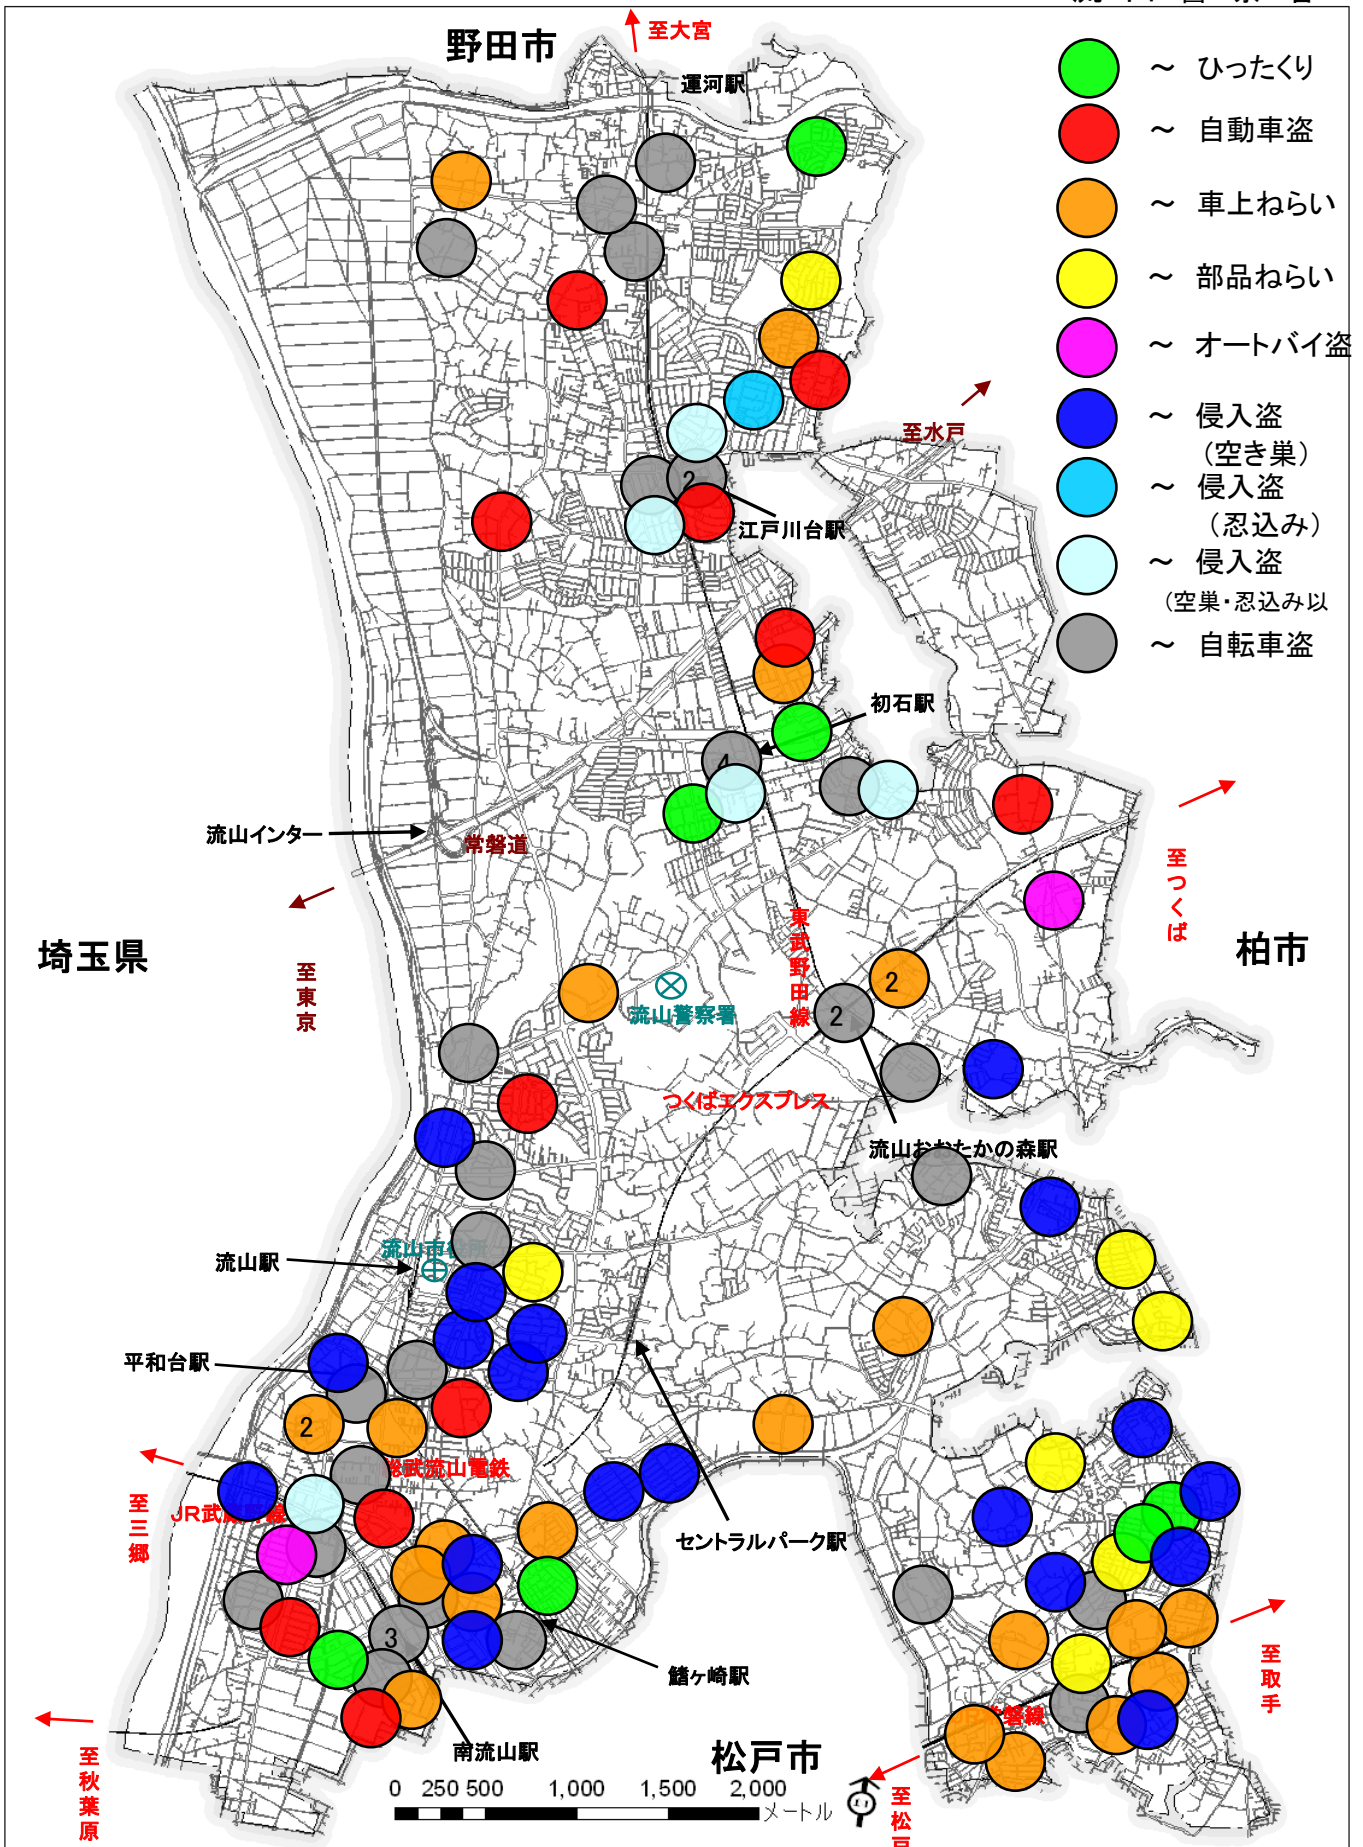 野田市
至大宮
運河駅
～ ひったくり
～ 自動車盗
～ 車上ねらい
～ 部品ねらい
～ オートバイ盗
～ 侵入盗
(空き巣)
～ 侵入盗
(忍込み)
～ 侵入盗
(空巣・忍込み以
～ 自転車盗
至水戸
2
江戸川台駅
初石駅
4
流山インター
常磐道
至つくば
埼玉県
柏市
至東京
東武野田線
2
流山警察署
2
つくばエクスプレス
流山おおたかの森駅
流山市役所
流山駅
平和台駅
2
総武流山電鉄
至三郷
JR武蔵野線
セントラルパーク駅
3
鰭ヶ崎駅
至取手
常磐線
南流山駅
松戸市
至秋葉原
0 250 500 1,000 1,500 2,000
メートル
至松戸